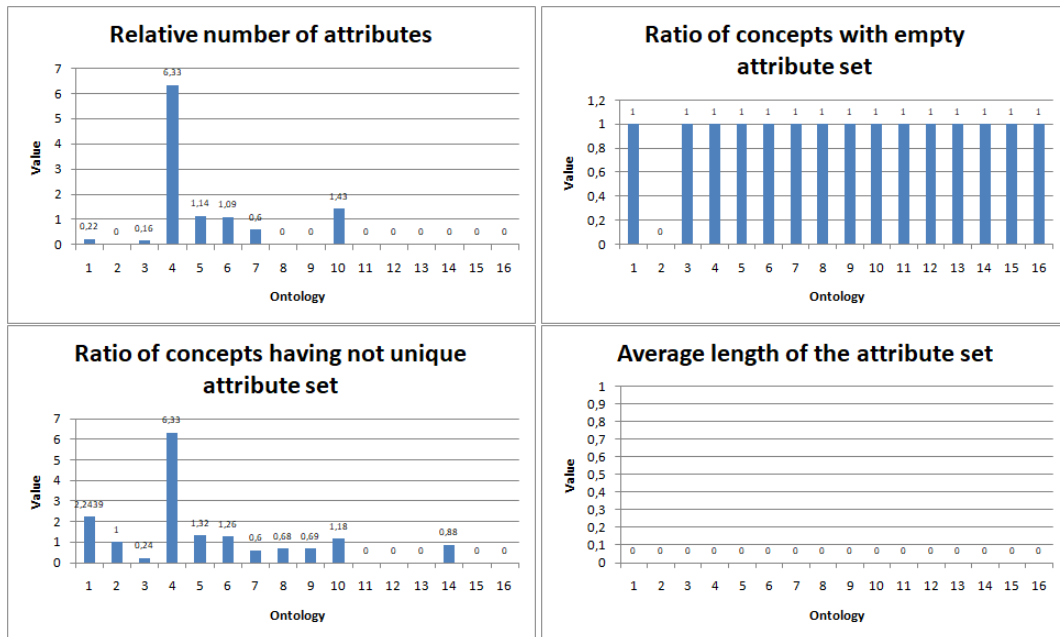 Relative number of attributes
7
6
5
4
3
2
1
0
Value
0,22 0 0,16 6,33 1,14 1,09 0,6 0 0 1,43 0 0 0 0 0 0
1 2 3 4 5 6 7 8 9 10 11 12 13 14 15 16
Ontology
Ratio of concepts with empty
attribute set
1,2
1
0,8
0,6
0,4
0,2
0
Value
1 0 1 1 1 1 1 1 1 1 1 1 1 1 1 1
1 2 3 4 5 6 7 8 9 10 11 12 13 14 15 16
Ontology
Ratio of concepts having not unique
attribute set
7
6
5
4
3
2
1
0
Value
2,2439 1 0,24 6,33 1,32 1,26 0,6 0,68 0,69 1,18 0 0 0 0,88 0 0
1 2 3 4 5 6 7 8 9 10 11 12 13 14 15 16
Ontology
Average length of the attribute set
1
0,9
0,8
0,7
0,6
0,5
0,4
0,3
0,2
0,1
0
Value
0 0 0 0 0 0 0 0 0 0 0 0 0 0 0 0
1 2 3 4 5 6 7 8 9 10 11 12 13 14 15 16
Ontology